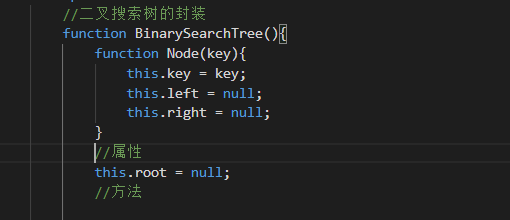 //二叉搜索树的封装
function BinarySearchTree(){
function Node(key){
this.key = key;
this.left = null;
this.right = null;
}
//属性
this.root = null;
//方法